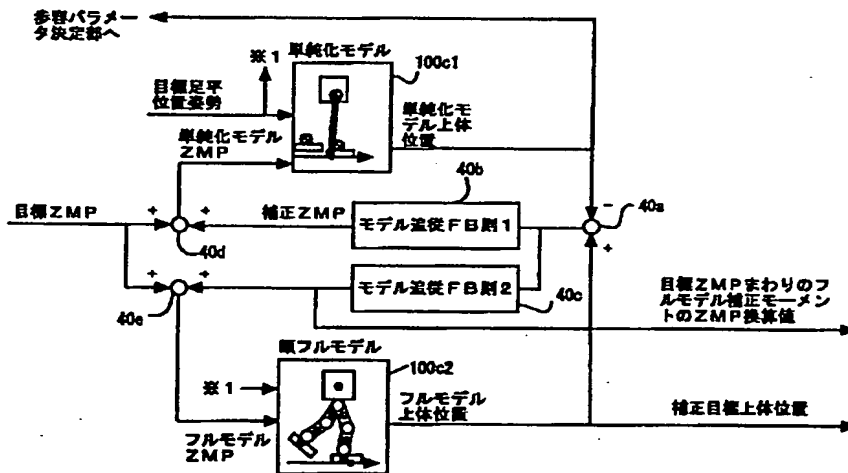 歩容パラメー
タ決定部へ
※1
単純化モデル
100c1
目標足平
位置姿勢
単純化モ
デル上体
位置
単純化モデル
ZMP
40b
目標ZMP
+
+
補正ZMP
モデル追従FB則1
-
40a
+
40d
+
+
モデル追従FB則2
40c
40e
目標ZMPまわりのフ
ルモデル補正モーメン
トのZMP換算値
順フルモデル
100c2
※1
フルモデル
上体位置
補正目標上体位置
フルモデル
ZMP